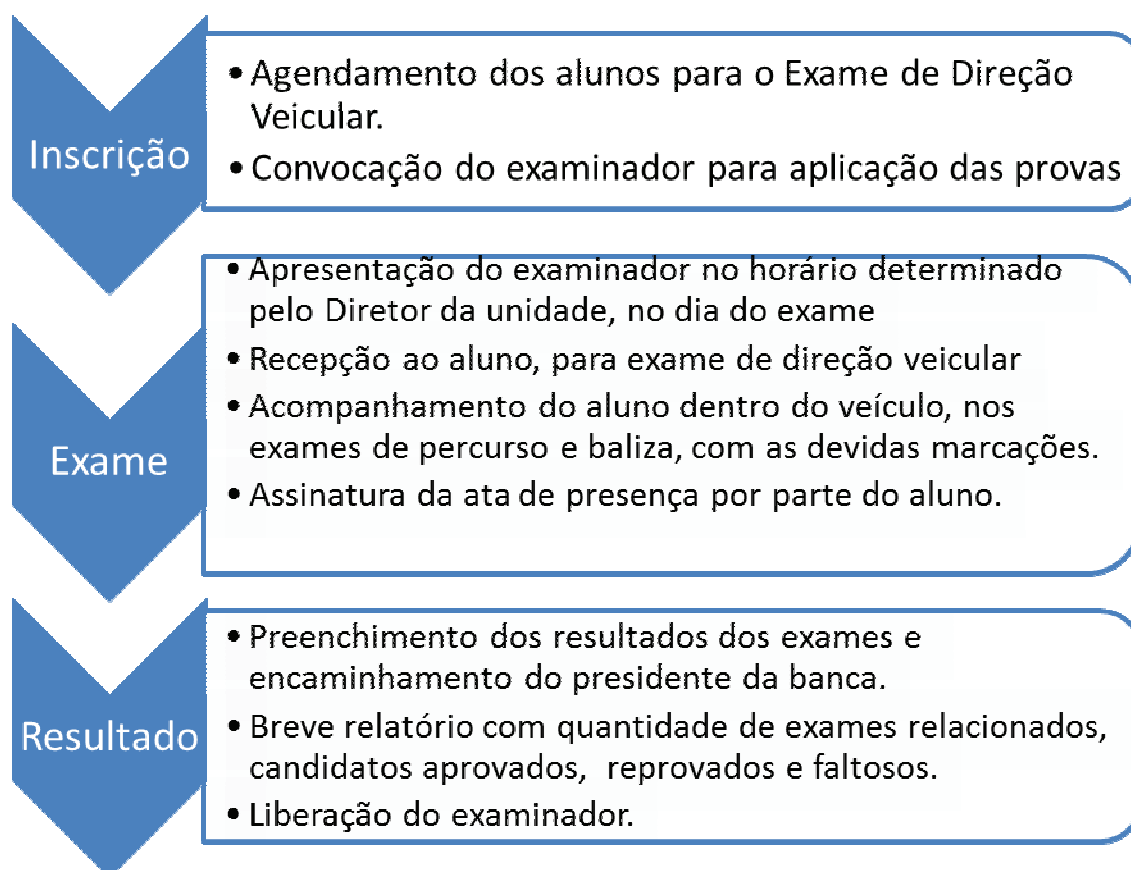 Inscrição
• Agendamento dos alunos para o Exame de Direção
Veicular.
• Convocação do examinador para aplicação das provas
Exame
• Apresentação do examinador no horário determinado
pelo Diretor da unidade, no dia do exame
• Recepção ao aluno, para exame de direção veicular
• Acompanhamento do aluno dentro do veículo, nos
exames de percurso e baliza, com as devidas marcações.
• Assinatura da ata de presença por parte do aluno.
Resultado
• Preenchimento dos resultados dos exames e
encaminhamento do presidente da banca.
• Breve relatório com quantidade de exames relacionados,
candidatos aprovados, reprovados e faltosos.
• Liberação do examinador.